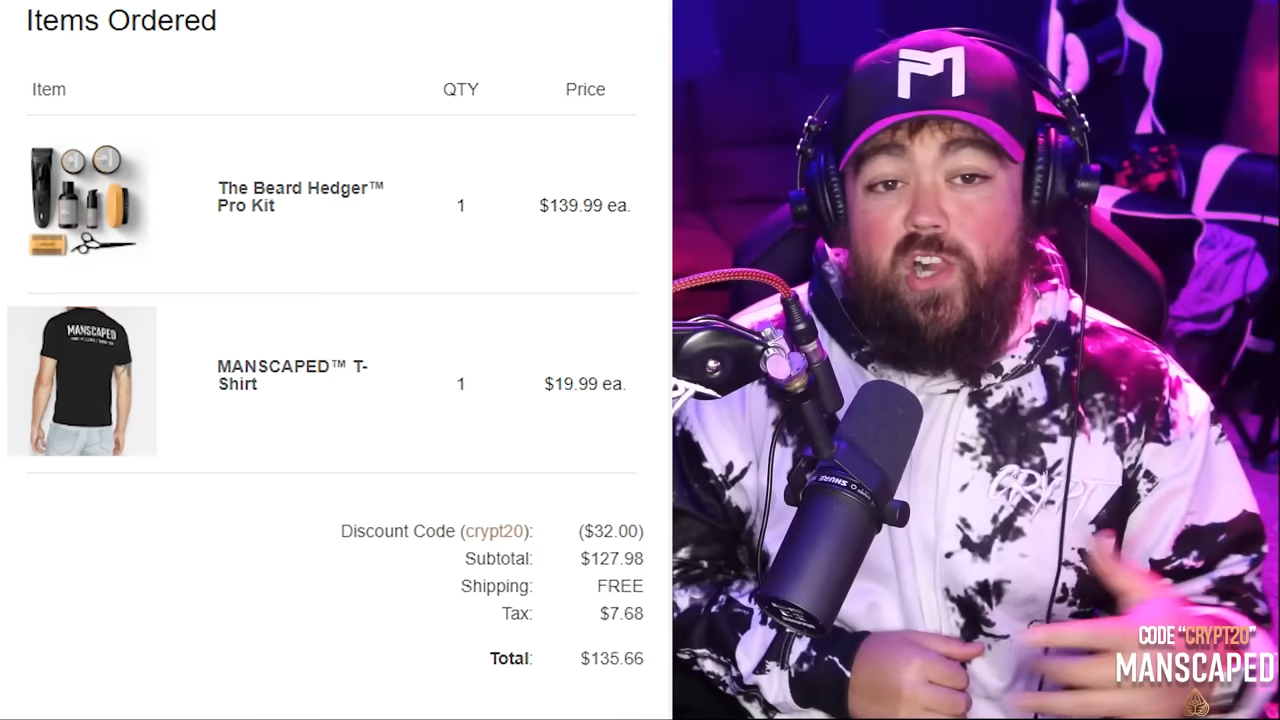 Items Ordered
Item QTY Price
The Beard Hedger™
Pro Kit
1 $139.99 ea.
MANSCAPED
MANSCAPED™ T-
Shirt
1 $19.99 ea.
Discount Code (crypt20): ($32.00)
Subtotal: $127.98
Shipping: FREE
Tax: $7.68
Total: $135.66
CRYPT
SHURE
CODE “CRYPT20”
MANSCAPED